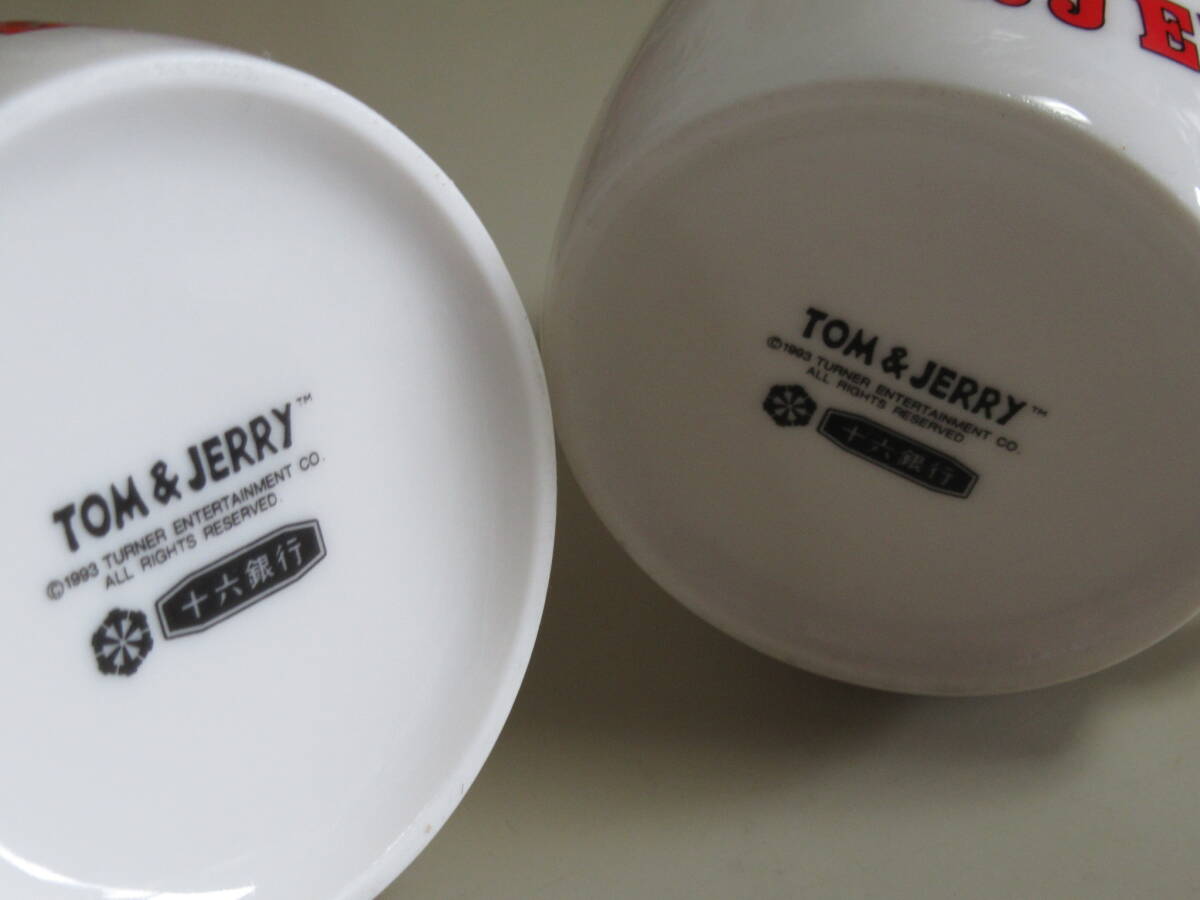 TOM & JERRY™
©1993 TURNER ENTERTAINMENT CO.
ALL RIGHTS RESERVED.
十六銀行
TOM & JERRY™
©1993 TURNER ENTERTAINMENT CO.
ALL RIGHTS RESERVED.
十六銀行